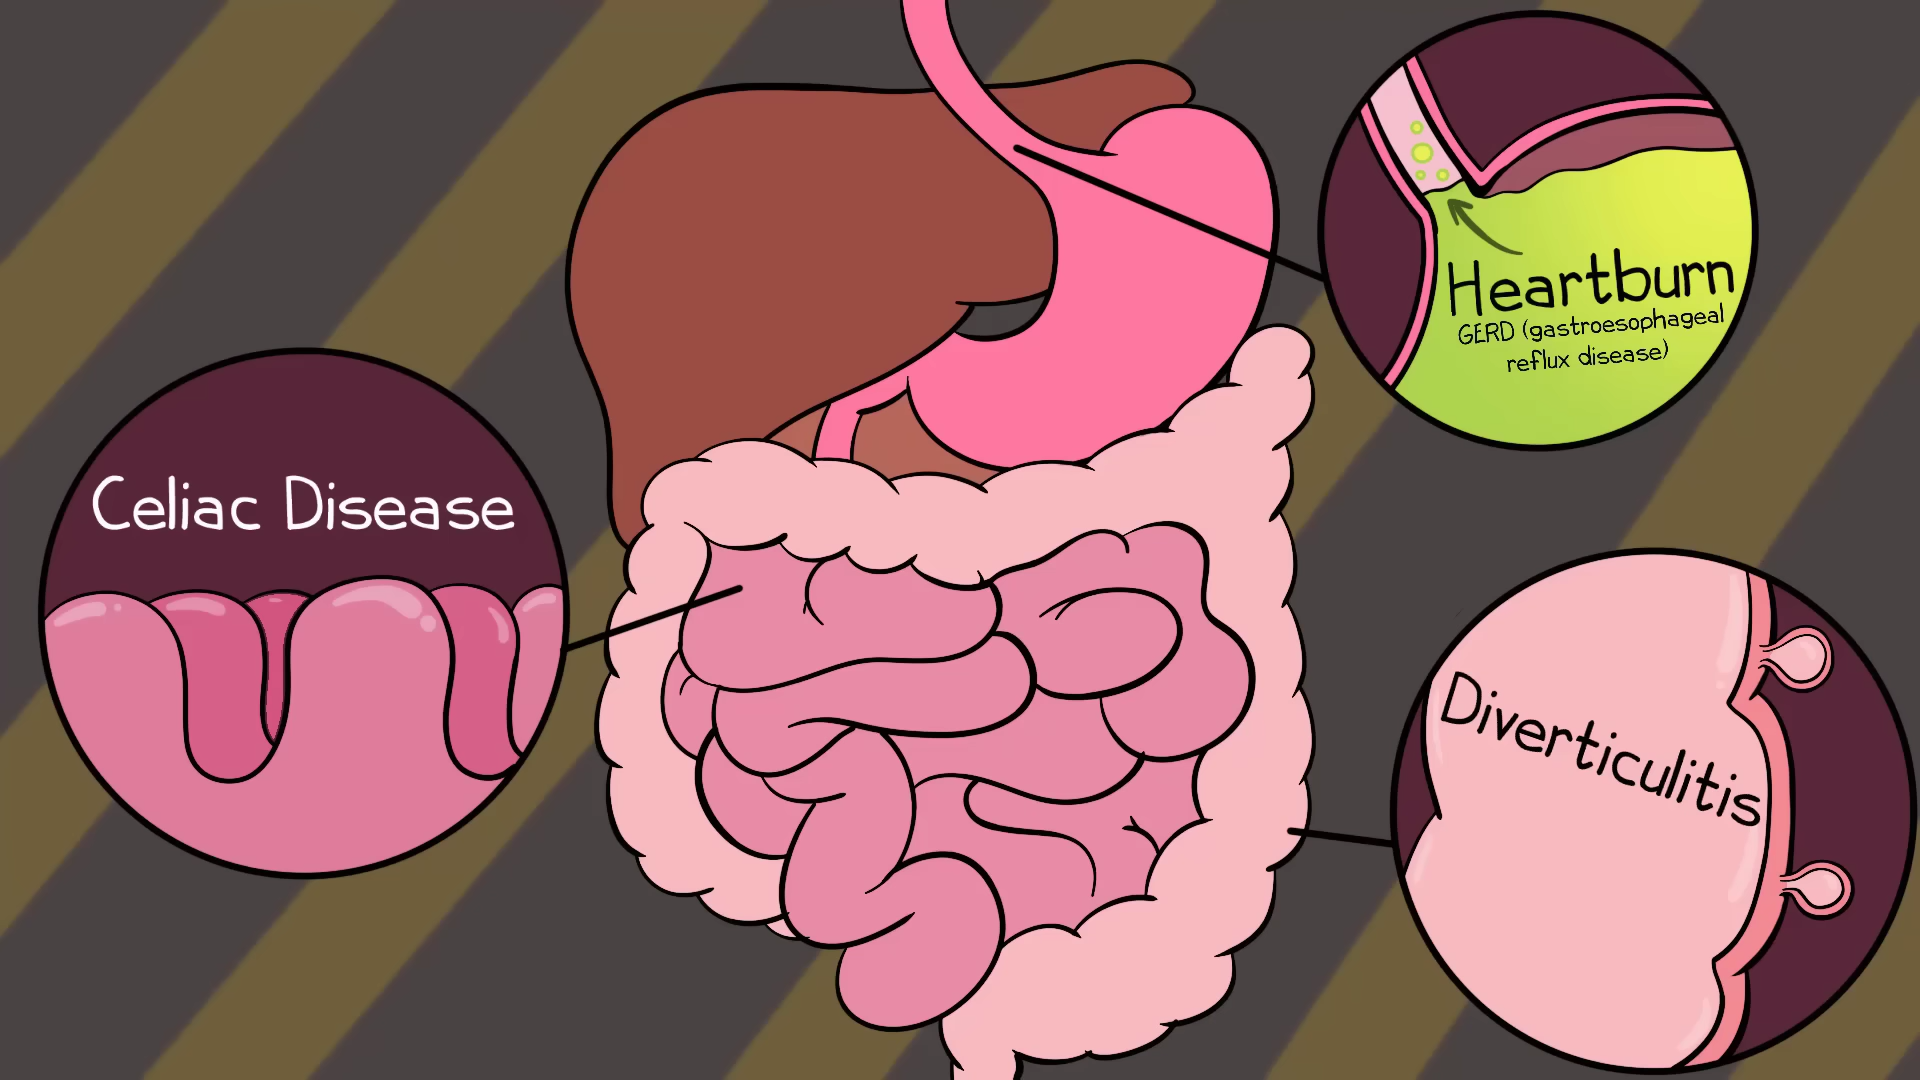 Celiac Disease
Heartburn
GERD (gastroesophageal
reflux disease)
Diverticulitis